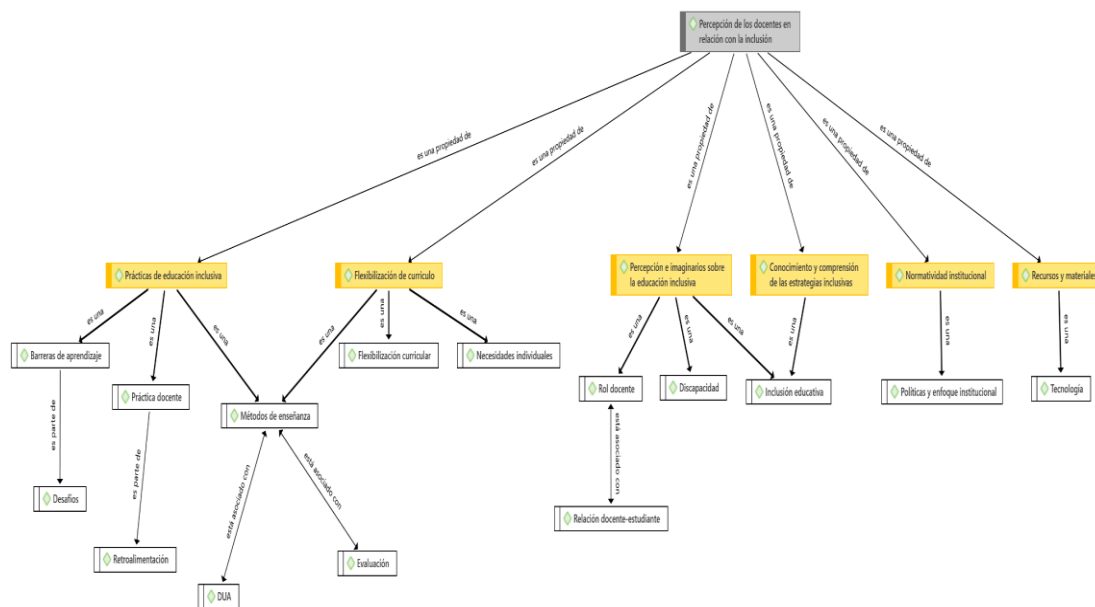 Percepción de los docentes en
relación con la inclusión
es una propiedad de
es una propiedad de
es una propiedad de
es una propiedad de
es una propiedad de
es una propiedad de
Prácticas de educación inclusiva
Flexibilización de currículo
Percepción e imaginarios sobre
la educación inclusiva
Conocimiento y comprensión
de las estrategias inclusivas
Normatividad institucional
Recursos y materiales
es una
es una
es una
es una
es una
es una
es una
es una
es una
es una
es una
es una
Barreras de aprendizaje
Flexibilización curricular
Necesidades individuales
Práctica docente
Métodos de enseñanza
Rol docente
Discapacidad
Inclusión educativa
Políticas y enfoque institucional
Tecnología
es parte de
es parte de
está asociado con
está asociado con
está asociado con
Desafíos
Relación docente-estudiante
Retroalimentación
Evaluación
DUA